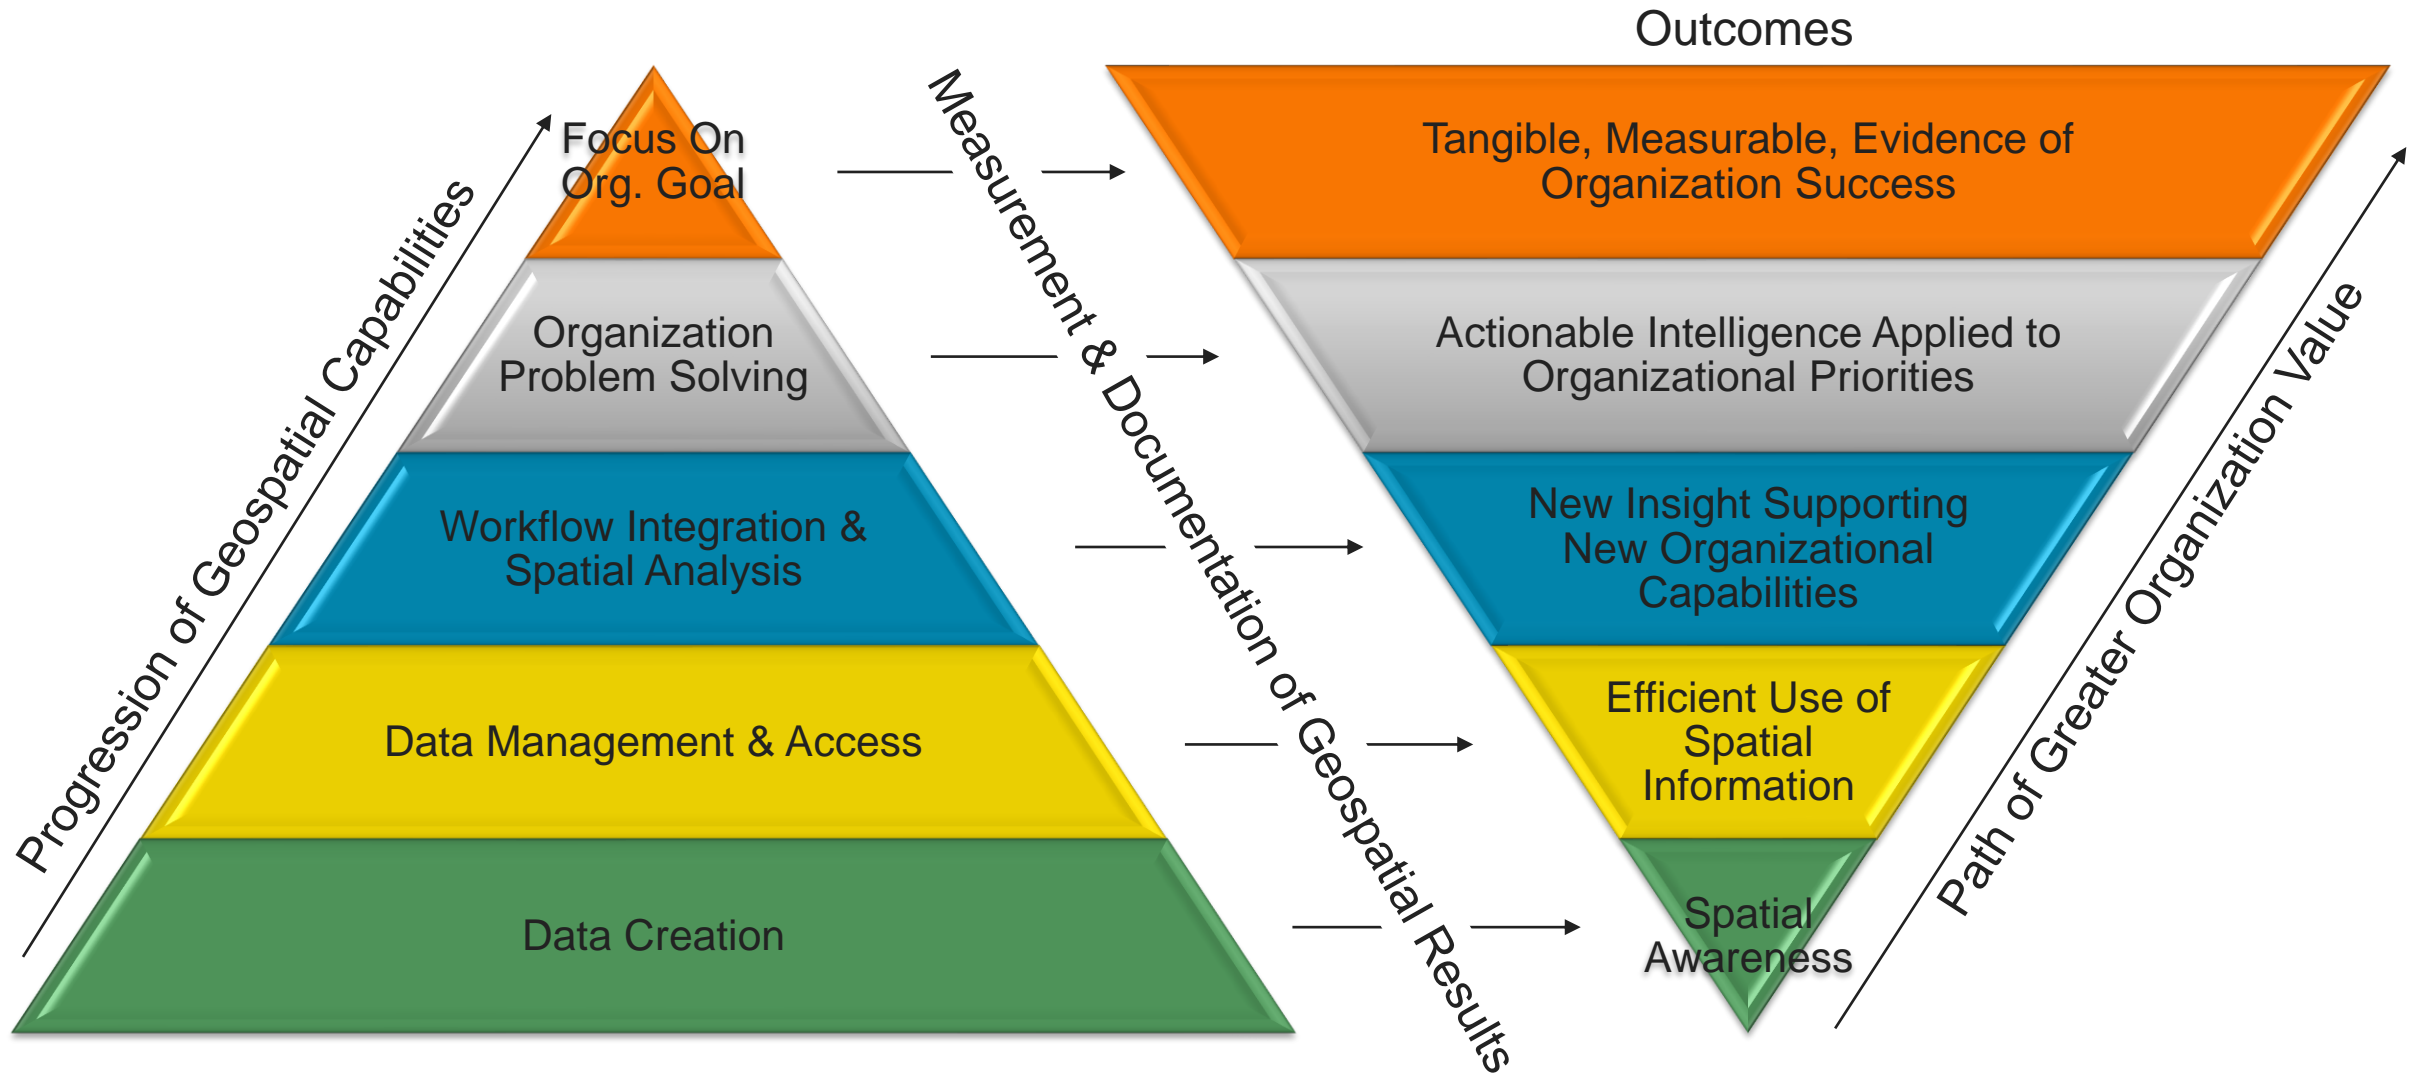 Outcomes
Progression of Geospatial Capabilities
Focus On
Org. Goal
Organization
Problem Solving
Workflow Integration &
Spatial Analysis
Data Management & Access
Data Creation
Measurement & Documentation of Geospatial Results
Tangible, Measurable, Evidence of
Organization Success
Actionable Intelligence Applied to
Organizational Priorities
New Insight Supporting
New Organizational
Capabilities
Efficient Use of
Spatial
Information
Spatial
Awareness
Path of Greater Organization Value